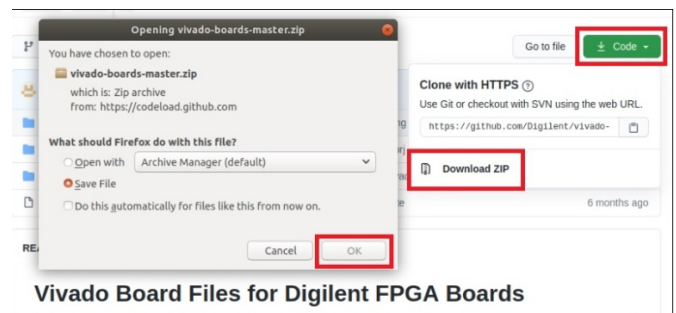 Opening vivado-boards-master.zip
You have chosen to open:
vivado-boards-master.zip
which is: Zip archive
from: https://codeload.github.com
What should Firefox do with this file?
Open with Archive Manager (default)
Save File
Do this automatically for files like this from now on.
Cancel OK
Go to file Code
Clone with HTTPS
Use Git or checkout with SVN using the web URL.
https://github.com/Digilent/vivado-
Download ZIP
6 months ago
Vivado Board Files for Digilent FPGA Boards